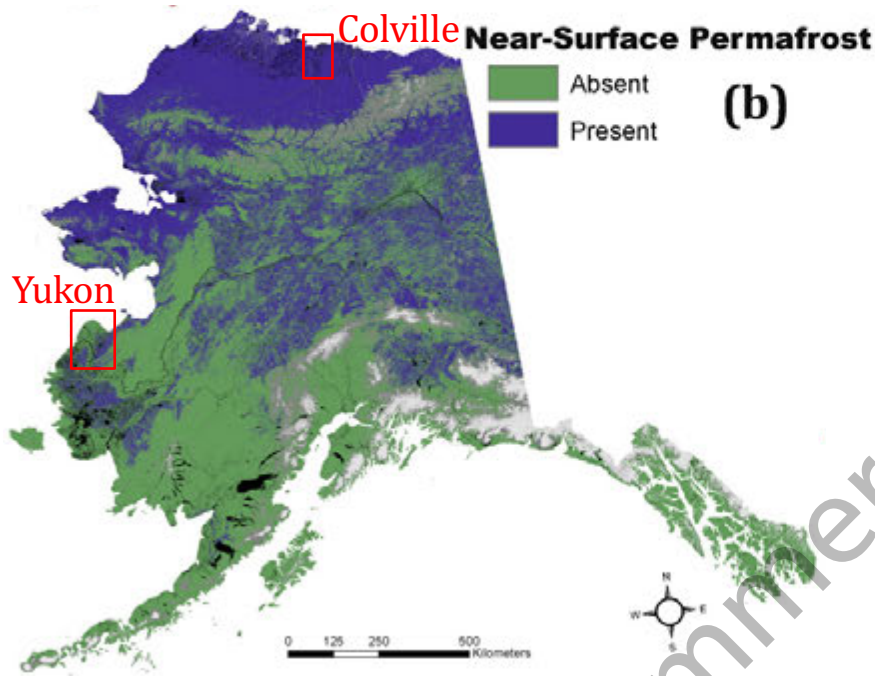 Colville
Near-Surface Permafrost
Absent
(b)
Present
Yukon
N
W E
S
0 125 250 500
Kilometers